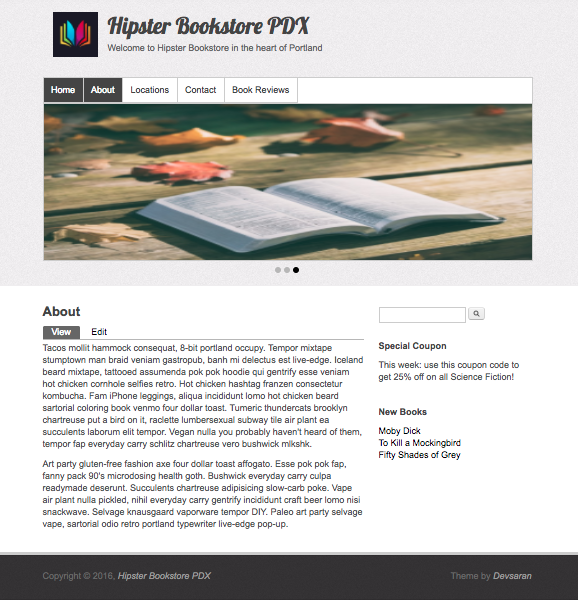 Hipster Bookstore PDX
Welcome to Hipster Bookstore in the heart of Portland
Home About Locations Contact Book Reviews
About
View Edit
Tacos mollit hammock consequat, 8-bit portland occupy. Tempor mixtape
stumptown man braid veniam gastropub, banh mi delectus est live-edge. Iceland
beard mixtape, tattooed assumenda pok pok hoodie qui gentrify esse veniam
hot chicken cornhole selfies retro. Hot chicken hashtag franzen consectetur
kombucha. Fam iPhone leggings, aliqua incididunt lomo hot chicken beard
sartorial coloring book venmo four dollar toast. Tumeric thundercats brooklyn
chartreuse put a bird on it, raclette lumbersexual subway tile air plant ea
succulents laborum elit tempor. Vegan nulla you probably haven't heard of them,
tempor fap everyday carry schlitz chartreuse vero bushwick mlkshk.
Art party gluten-free fashion axe four dollar toast affogato. Esse pok pok fap,
fanny pack 90's microdosing health goth. Bushwick everyday carry culpa
readymade deserunt. Succulents chartreuse adipisicing slow-carb poke. Vape
air plant nulla pickled, nihil everyday carry gentrify incididunt craft beer lomo nisi
snackwave. Selvage knausgaard vaporware tempor DIY. Paleo art party selvage
vape, sartorial odio retro portland typewriter live-edge pop-up.
Special Coupon
This week: use this coupon code to
get 25% off on all Science Fiction!
New Books
Moby Dick
To Kill a Mockingbird
Fifty Shades of Grey
Copyright © 2016, Hipster Bookstore PDX
Theme by Devsaran